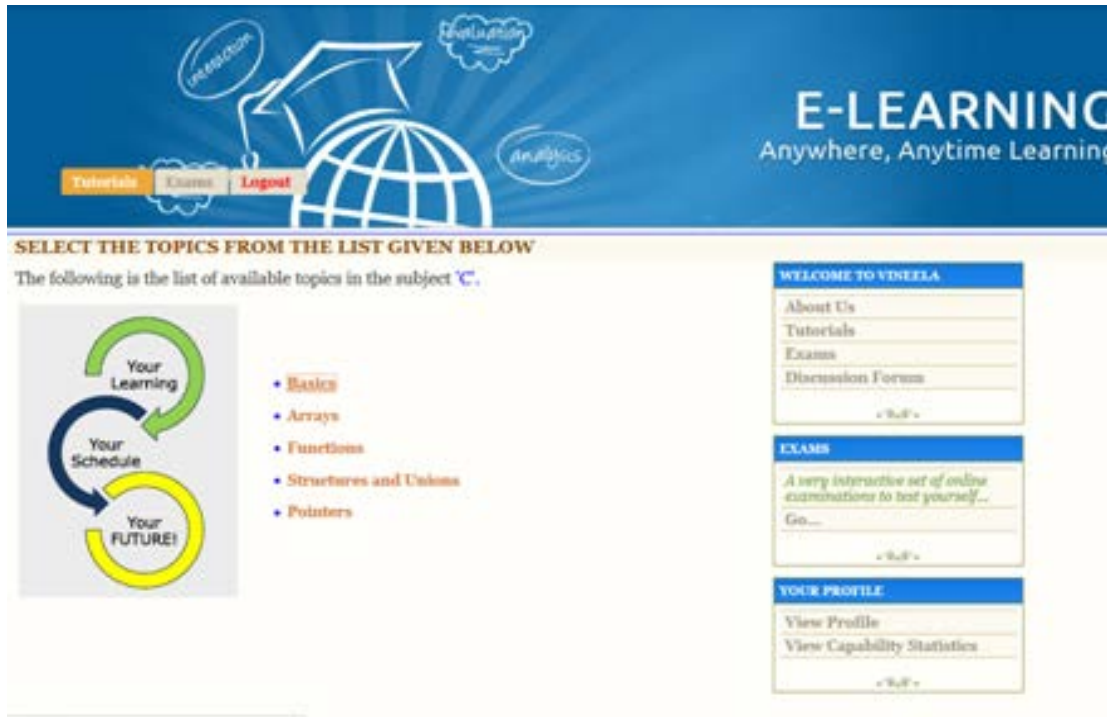 interaction
evaluation
analytics
E-LEARNING
Anywhere, Anytime Learning
Tutorials
Exams
Logout
SELECT THE TOPICS FROM THE LIST GIVEN BELOW
The following is the list of available topics in the subject 'C'.
Your
Learning
Your
Schedule
Your
FUTURE!
• Basics
• Arrays
• Functions
• Structures and Unions
• Pointers
WELCOME TO VINEELA
About Us
Tutorials
Exams
Discussion Forum
EXAMS
A very interactive set of online
examinations to test yourself...
Go...
YOUR PROFILE
View Profile
View Capability Statistics